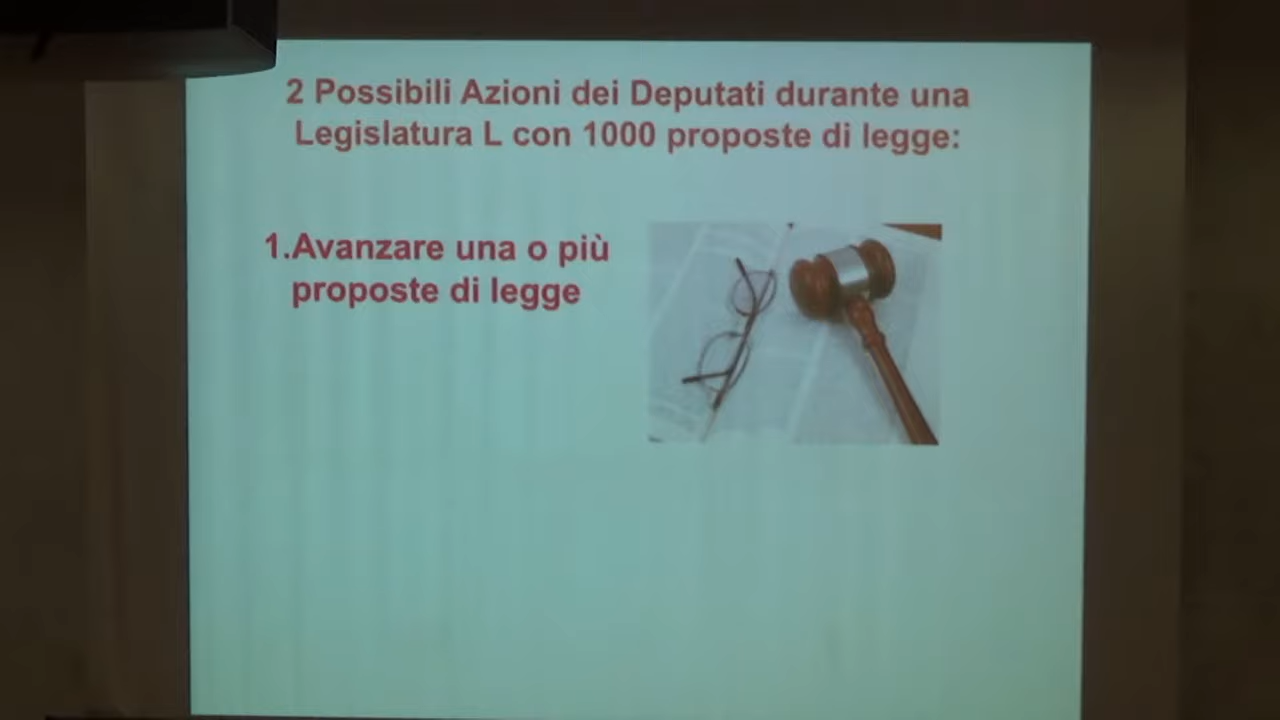 2 Possibili Azioni dei Deputati durante una
Legislatura L con 1000 proposte di legge:
1.Avanzare una o più
proposte di legge